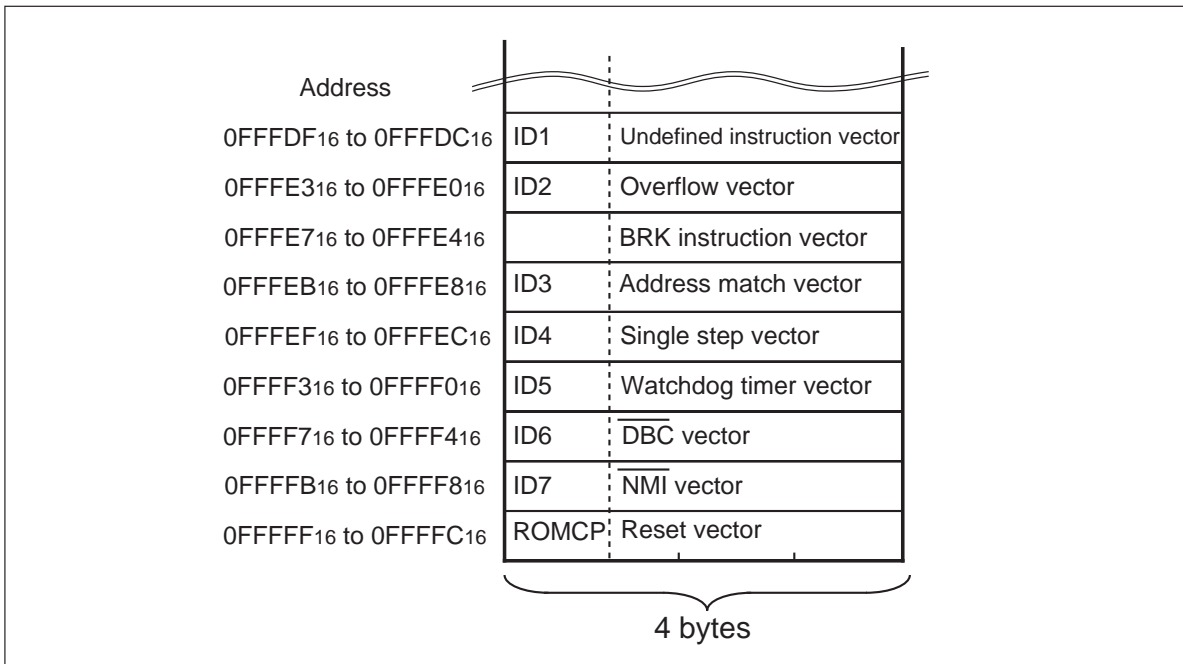 Address
0FFFDF16 to 0FFFDC16 ID1 Undefined instruction vector
0FFFE316 to 0FFFE016 ID2 Overflow vector
0FFFE716 to 0FFFE416 BRK instruction vector
0FFFEB16 to 0FFFE816 ID3 Address match vector
0FFFEF16 to 0FFFEC16 ID4 Single step vector
0FFFF316 to 0FFFF016 ID5 Watchdog timer vector
0FFFF716 to 0FFFF416 ID6 D̅B̅C̅ vector
0FFFFB16 to 0FFFF816 ID7 N̅M̅I̅ vector
0FFFFF16 to 0FFFFC16 ROMCP Reset vector
4 bytes